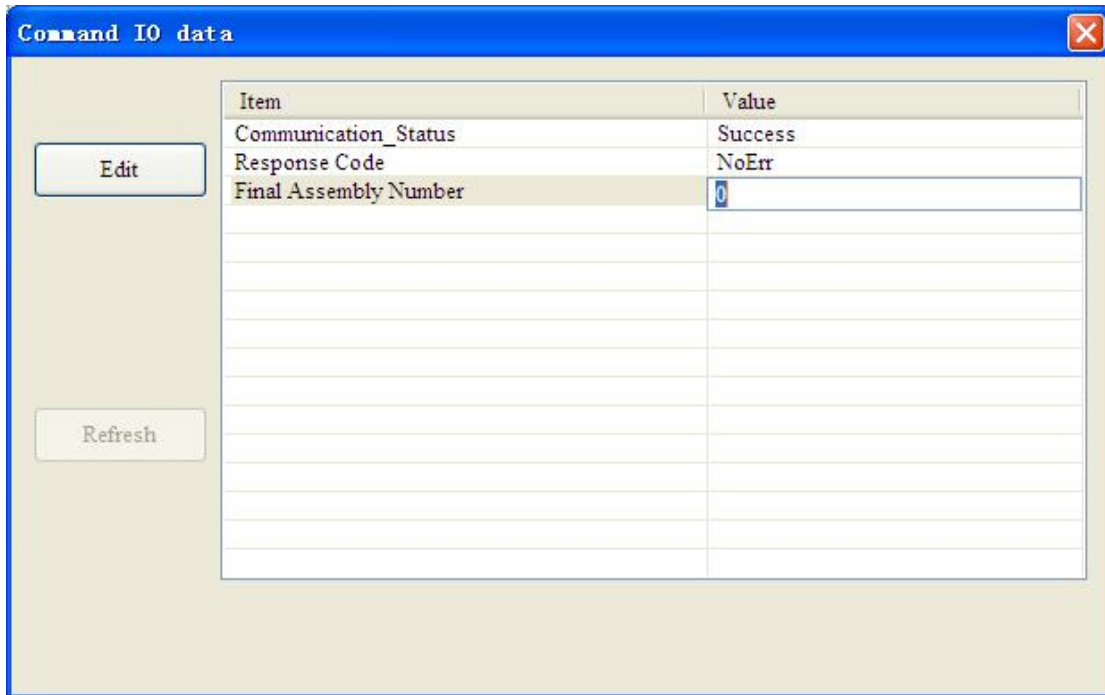 Command IO data
Item Value
Communication_Status Success
Edit Response Code NoErr
Final Assembly Number 0
Refresh